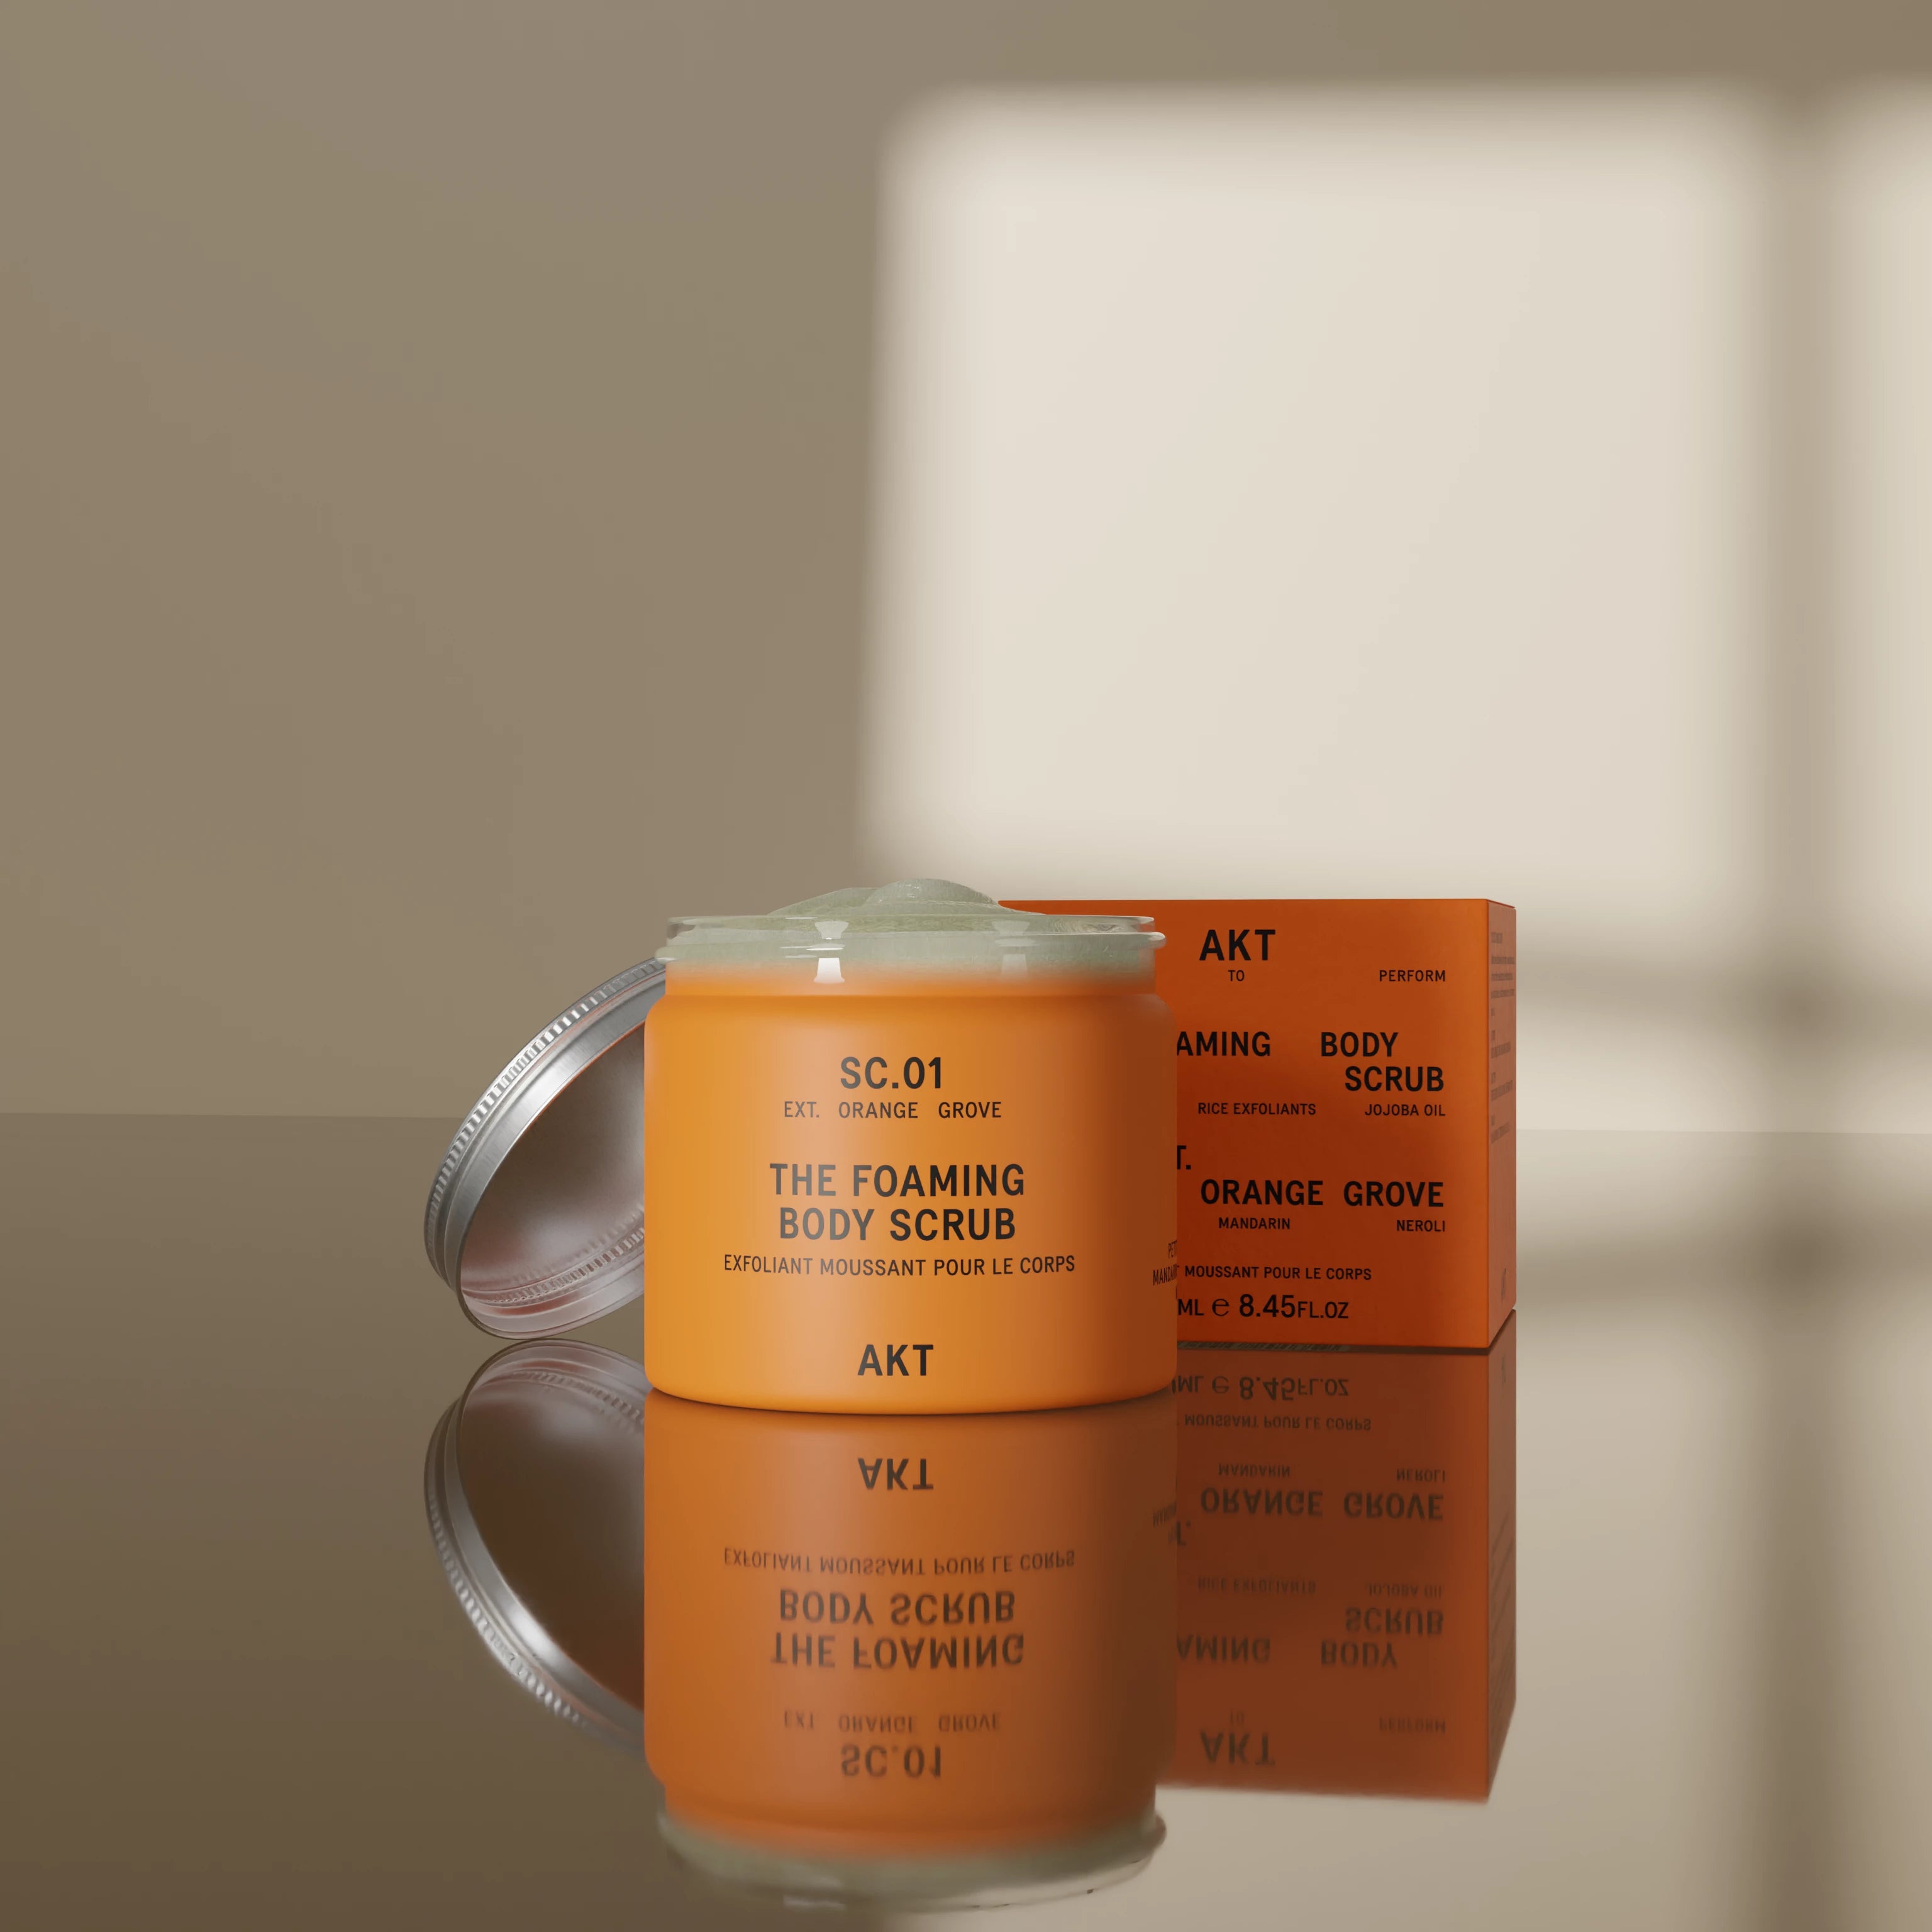 SC.01
EXT. ORANGE GROVE
THE FOAMING
BODY SCRUB
EXFOLIANT MOUSSANT POUR LE CORPS
AKT
AKT
TO PERFORM
AMING BODY
SCRUB
RICE EXFOLIANTS JOJOBA OIL
T.
ORANGE GROVE
MANDARIN NEROLI
MOUSSANT POUR LE CORPS
ML e 8.45FL.OZ